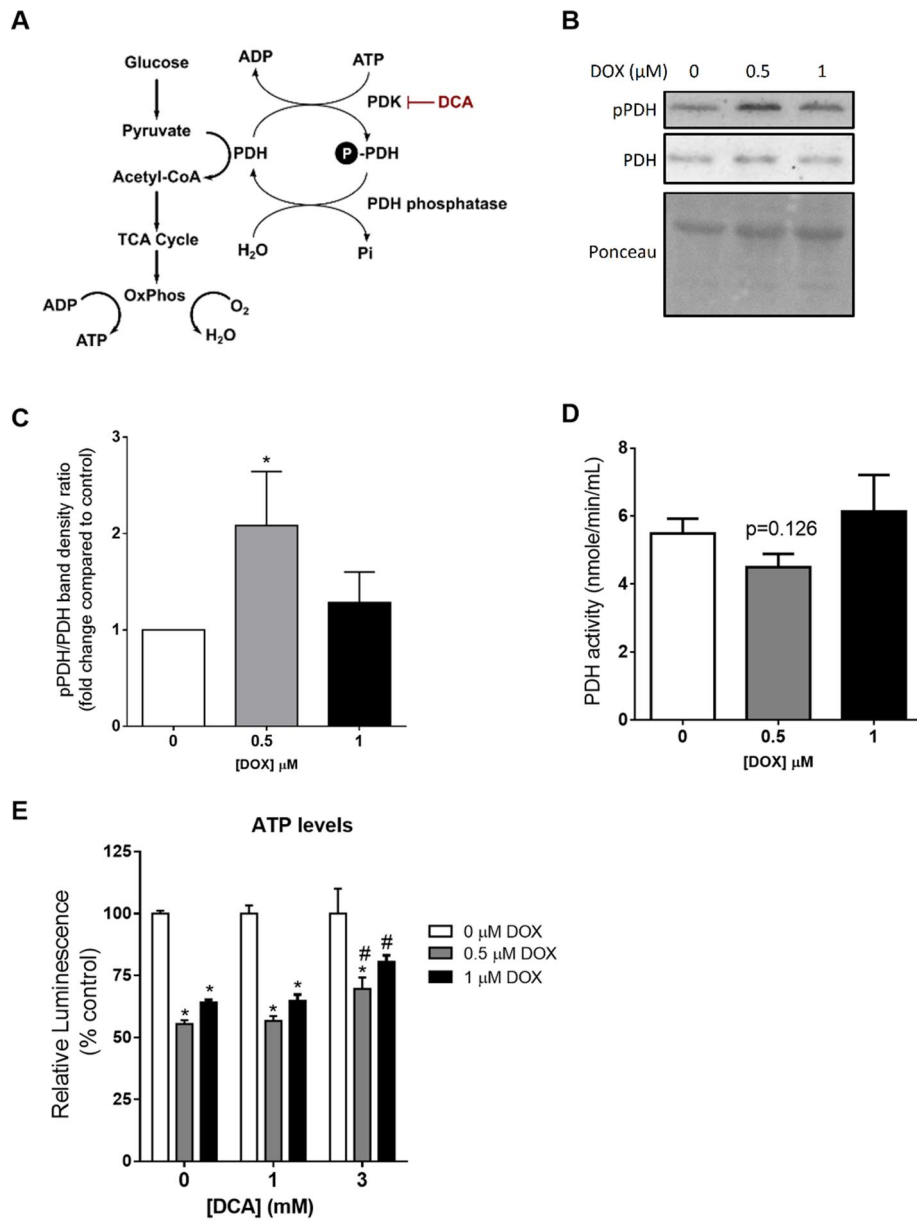 A
Glucose
Pyruvate
Acetyl-CoA
TCA Cycle
OxPhos
ADP
ATP
O₂
H₂O
ADP
ATP
PDK
DCA
PDH
P -PDH
PDH phosphatase
H₂O
Pi
B
DOX (µM) 0 0.5 1
pPDH
PDH
Ponceau
C
pPDH/PDH band density ratio
(fold change compared to control)
3
2
1
0
*
0 0.5 1
[DOX] µM
D
PDH activity (nmole/min/mL)
8
6
4
2
0
p=0.126
0 0.5 1
[DOX] µM
E
ATP levels
Relative Luminescence
(% control)
125
100
75
50
25
0
* *
* *
# #
*
0 1 3
[DCA] (mM)
0 µM DOX
0.5 µM DOX
1 µM DOX